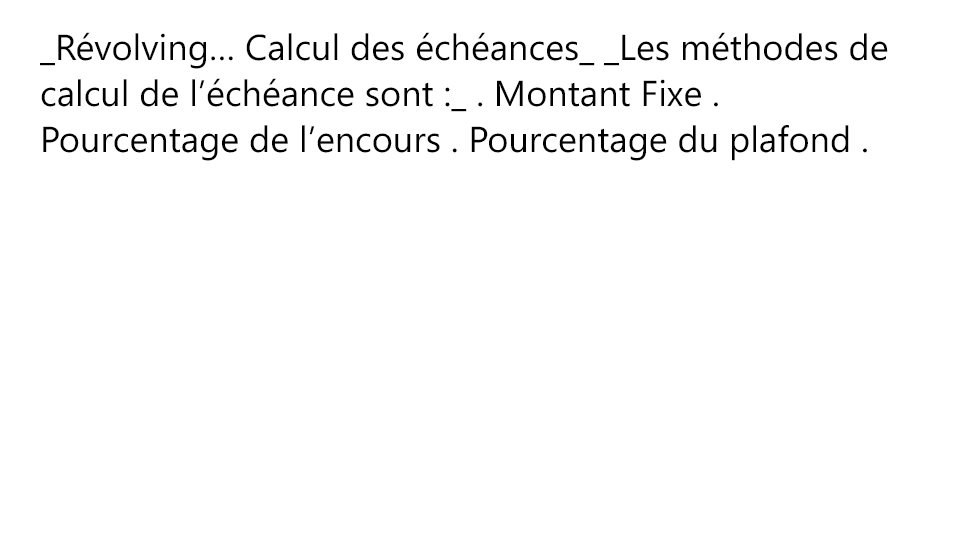 _Révolving… Calcul des échéances_ _Les méthodes de
calcul de l’échéance sont :_ . Montant Fixe .
Pourcentage de l’encours . Pourcentage du plafond .